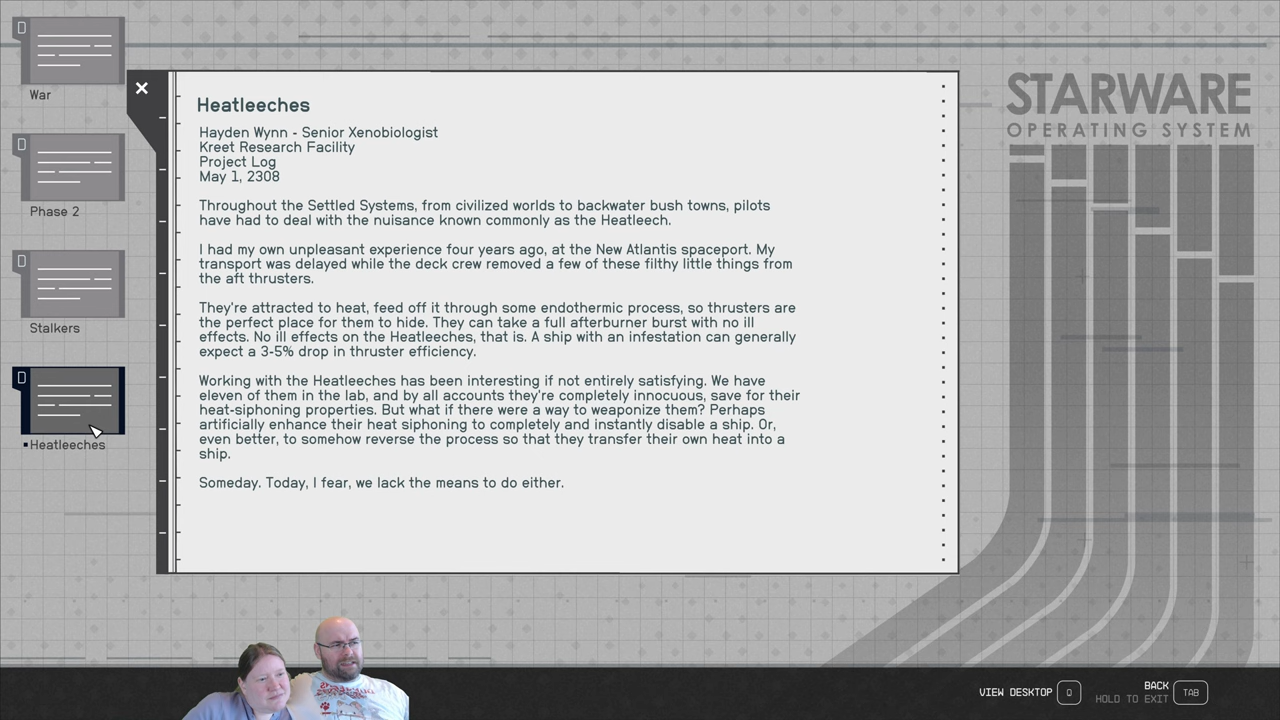 War
Phase 2
Stalkers
Heatleeches
Heatleeches
Hayden Wynn - Senior Xenobiologist
Kreet Research Facility
Project Log
May 1, 2308
Throughout the Settled Systems, from civilized worlds to backwater bush towns, pilots
have had to deal with the nuisance known commonly as the Heatleech.
I had my own unpleasant experience four years ago, at the New Atlantis spaceport. My
transport was delayed while the deck crew removed a few of these filthy little things from
the aft thrusters.
They're attracted to heat, feed off it through some endothermic process, so thrusters are
the perfect place for them to hide. They can take a full afterburner burst with no ill
effects. No ill effects on the Heatleeches, that is. A ship with an infestation can generally
expect a 3-5% drop in thruster efficiency.
Working with the Heatleeches has been interesting if not entirely satisfying. We have
eleven of them in the lab, and by all accounts they're completely innocuous, save for their
heat-siphoning properties. But what if there were a way to weaponize them? Perhaps
artificially enhance their heat siphoning to completely and instantly disable a ship. Or,
even better, to somehow reverse the process so that they transfer their own heat into a
ship.
Someday. Today, I fear, we lack the means to do either.
STARWARE
OPERATING SYSTEM
VIEW DESKTOP Q
BACK
HOLD TO EXIT TAB